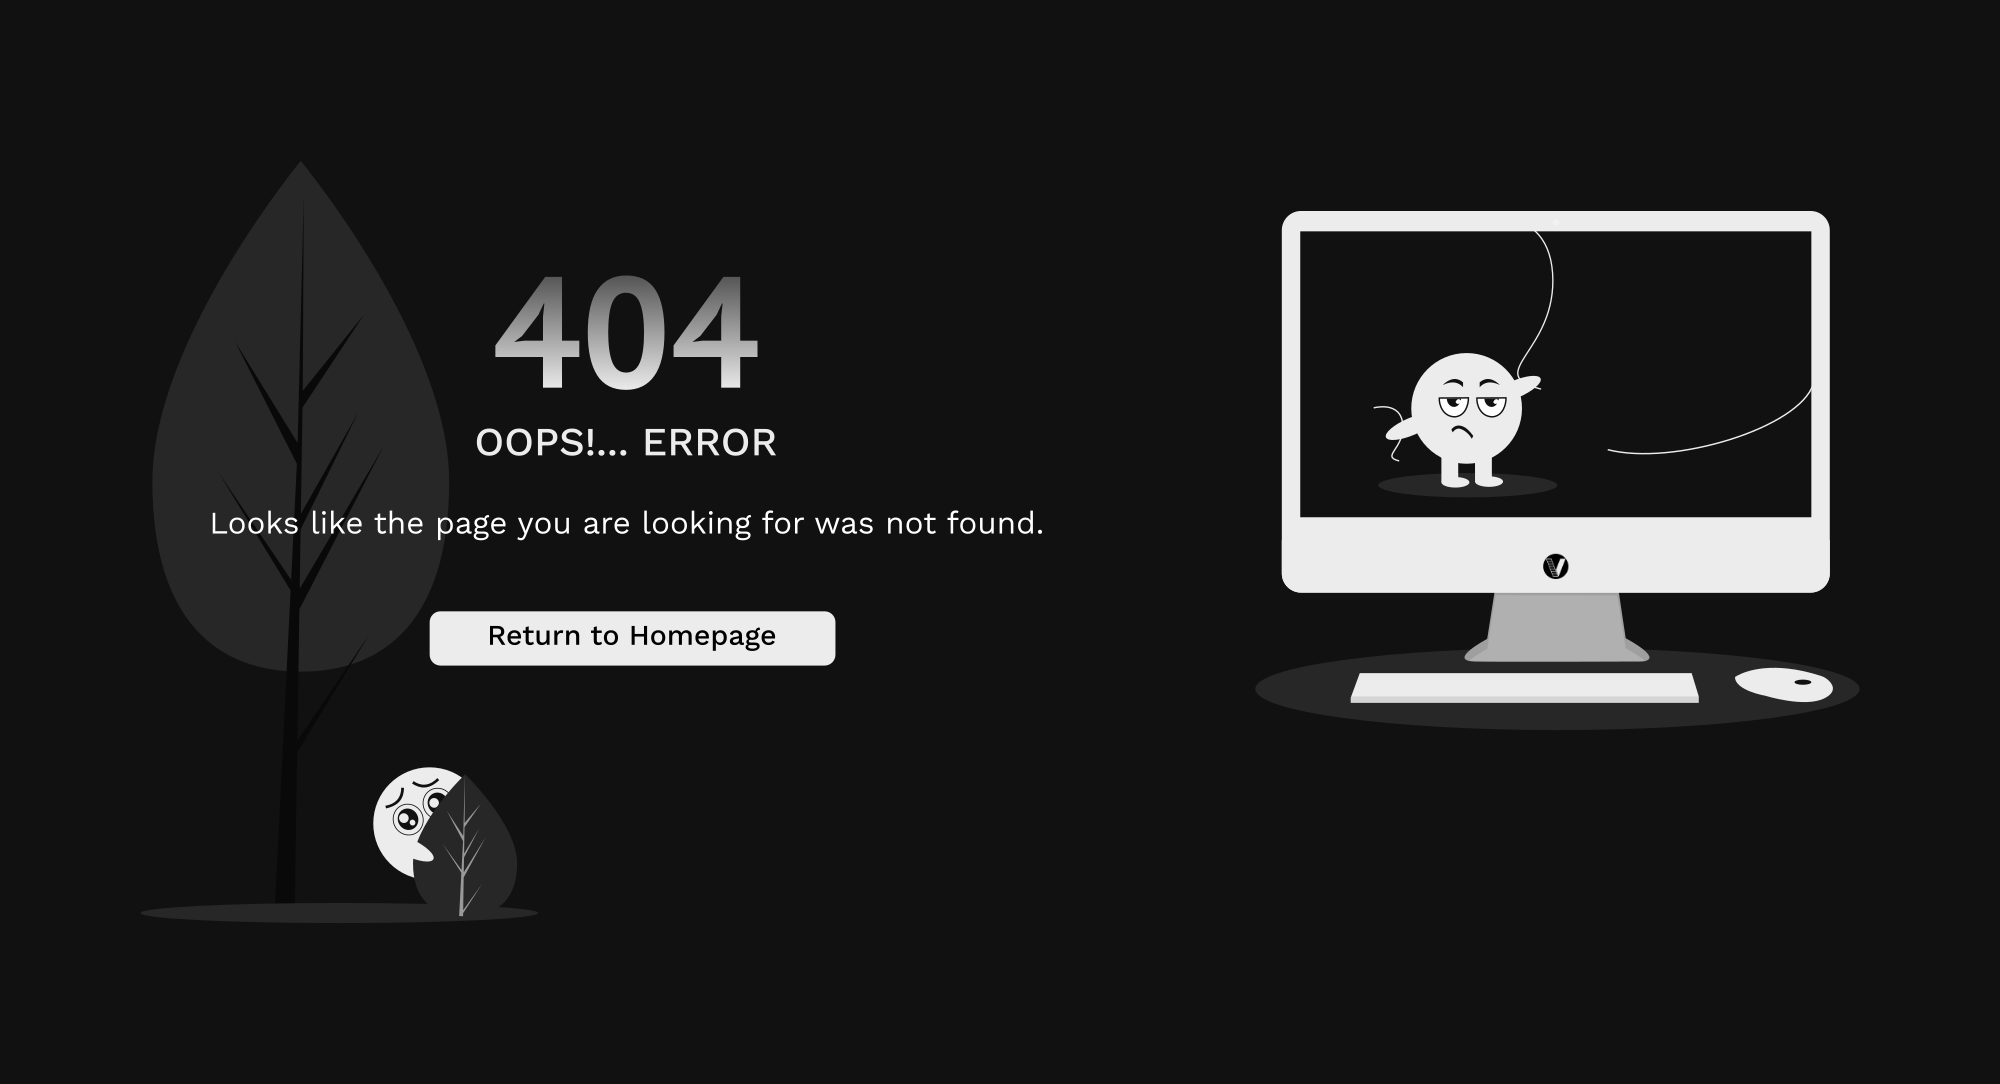 404
OOPS!... ERROR
Looks like the page you are looking for was not found.
Return to Homepage
V